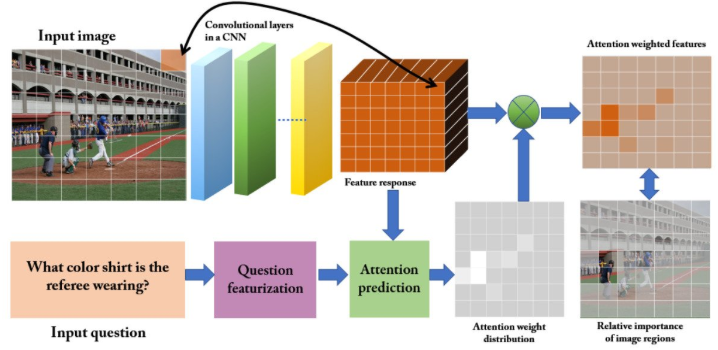 Convolutional layers
in a CNN
Input image
Attention weighted features
Feature response
What color shirt is the
referee wearing?
Question
featurization
Attention
prediction
Input question
Attention weight
distribution
Relative importance
of image regions